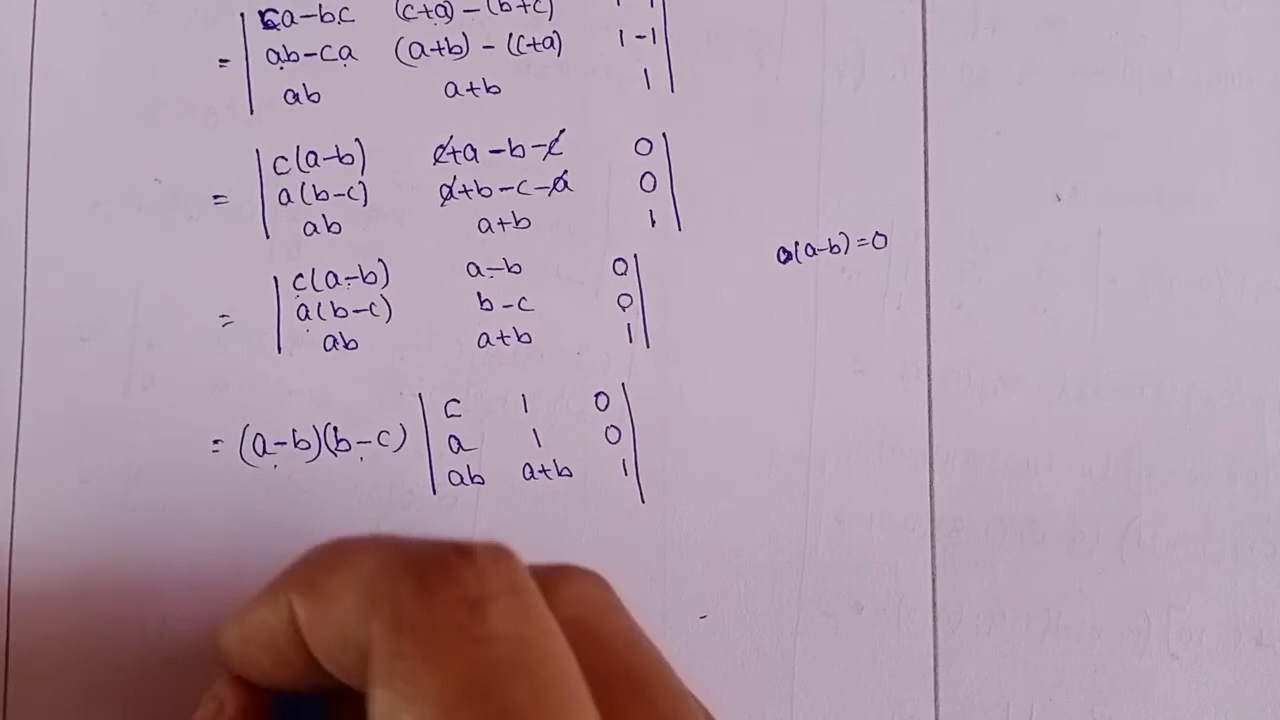 ca-bc (c+a)-(b+c) 1-1
= ab-ca (a+b)-(c+a) 1-1
ab a+b 1
c(a-b) c+a-b-c 0
= a(b-c) a+b-c-a 0
ab a+b 1
a(a-b)=0
c(a-b) a-b 0
= a(b-c) b-c 0
ab a+b 1
c 1 0
= (a-b)(b-c) a 1 0
ab a+b 1